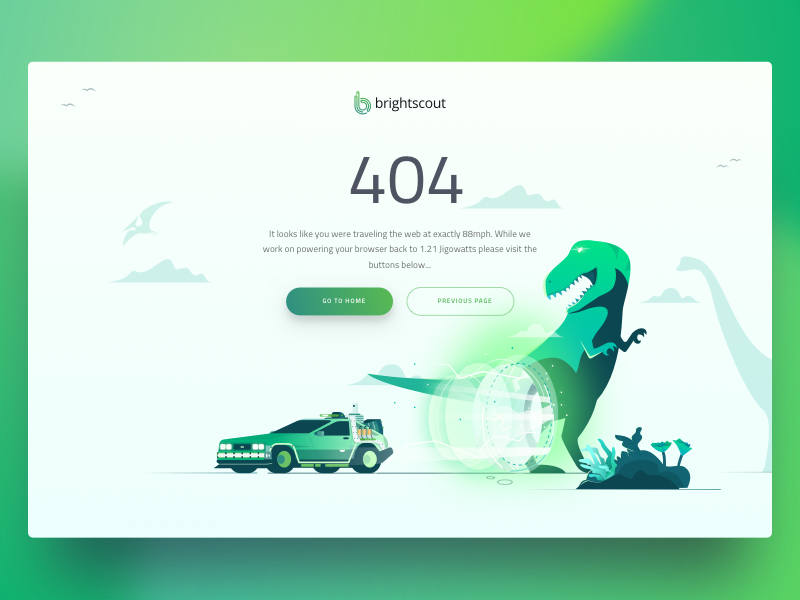 brightscout
404
It looks like you were traveling the web at exactly 88mph. While we
work on powering your browser back to 1.21 Jigowatts please visit the
buttons below...
GO TO HOME
PREVIOUS PAGE